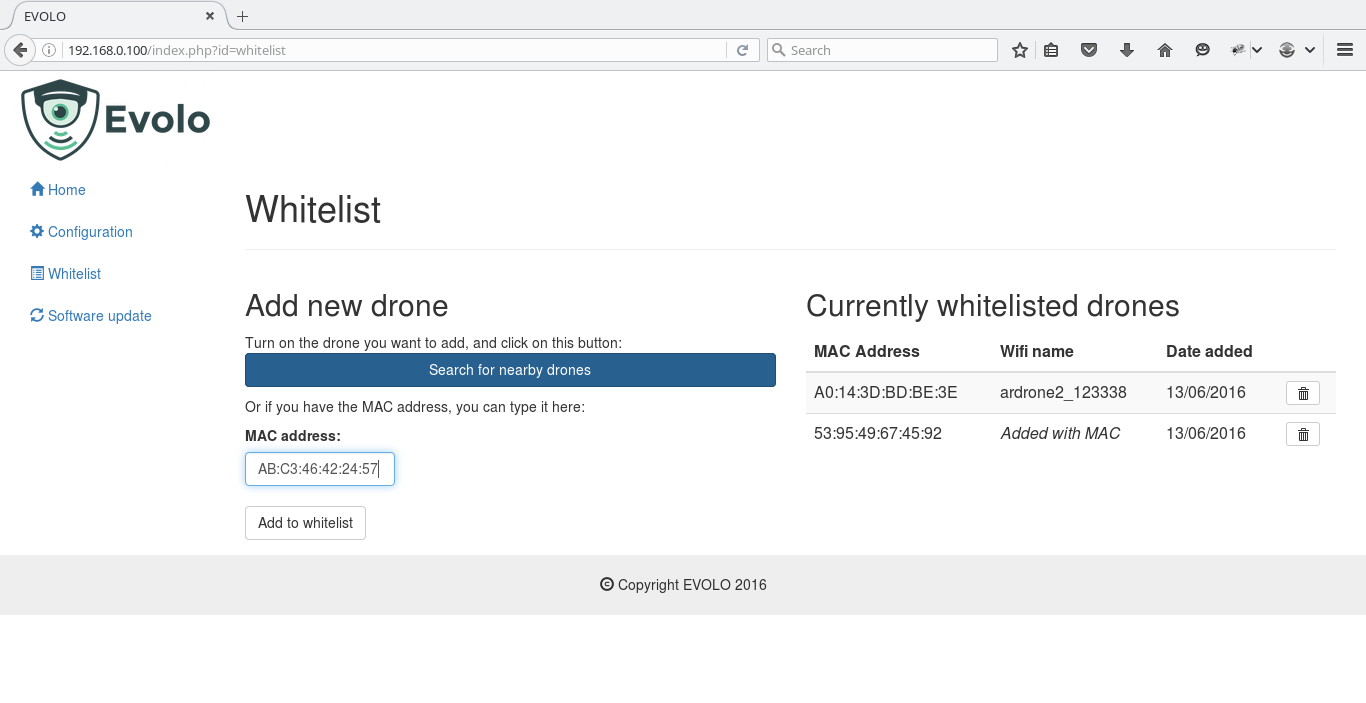 EVOLO
192.168.0.100/index.php?id=whitelist
Search
Evolo
Home
Configuration
Whitelist
Software update
Whitelist
Add new drone
Turn on the drone you want to add, and click on this button:
Search for nearby drones
Or if you have the MAC address, you can type it here:
MAC address:
AB:C3:46:42:24:57
Add to whitelist
Currently whitelisted drones
MAC Address Wifi name Date added
A0:14:3D:BD:BE:3E ardrone2_123338 13/06/2016
53:95:49:67:45:92 Added with MAC 13/06/2016
© Copyright EVOLO 2016